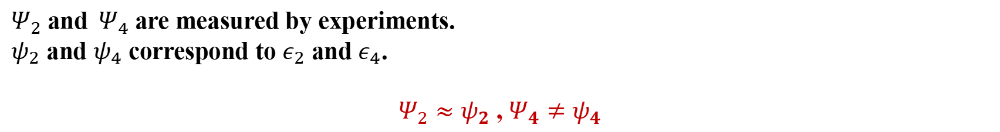 Ψ₂ and Ψ₄ are measured by experiments.
ψ₂ and ψ₄ correspond to ϵ₂ and ϵ₄.
Ψ₂ ≈ ψ₂ , Ψ₄ ≠ ψ₄